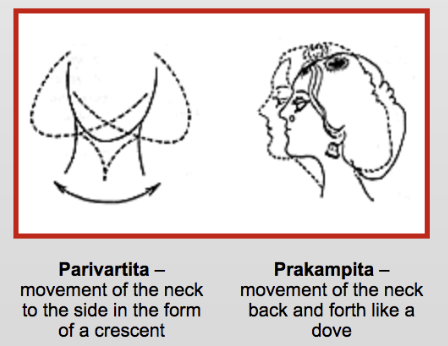 Parivartita –
movement of the neck
to the side in the form
of a crescent
Prakampita –
movement of the neck
back and forth like a
dove